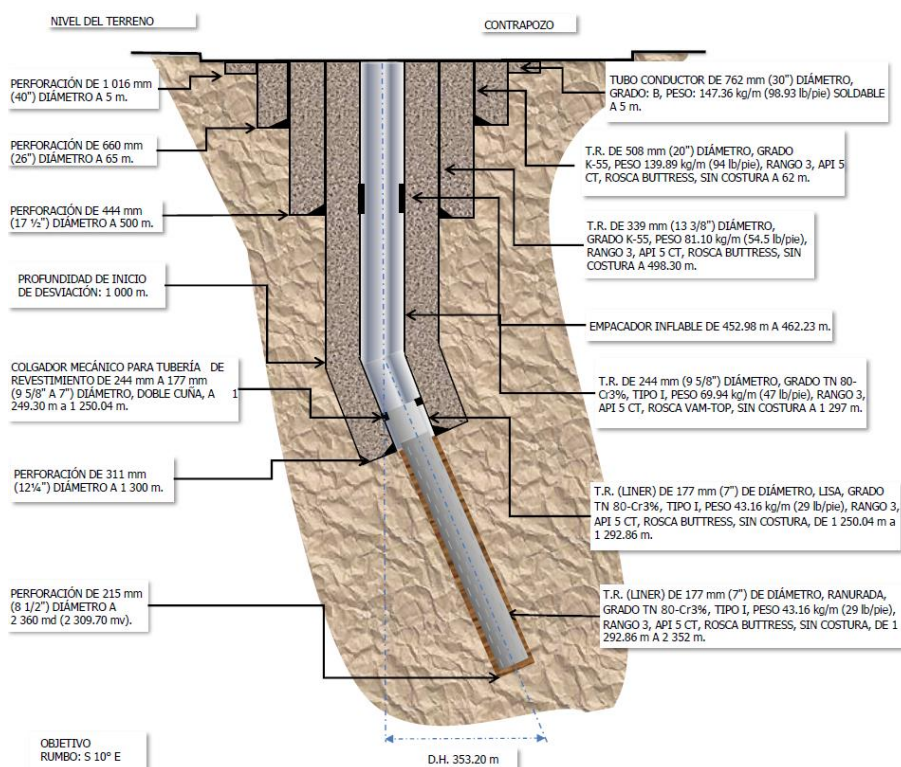 NIVEL DEL TERRENO
CONTRAPOZO
PERFORACIÓN DE 1 016 mm
(40") DIÁMETRO A 5 m.
PERFORACIÓN DE 660 mm
(26") DIÁMETRO A 65 m.
PERFORACIÓN DE 444 mm
(17 ½") DIÁMETRO A 500 m.
PROFUNDIDAD DE INICIO
DE DESVIACIÓN: 1 000 m.
COLGADOR MECÁNICO PARA TUBERÍA DE
REVESTIMIENTO DE 244 mm A 177 mm
(9 5/8" A 7") DIÁMETRO, DOBLE CUÑA, A 1
249.30 m a 1 250.04 m.
PERFORACIÓN DE 311 mm
(12¼") DIÁMETRO A 1 300 m.
PERFORACIÓN DE 215 mm
(8 1/2") DIÁMETRO A
2 360 md (2 309.70 mv).
OBJETIVO
RUMBO: S 10° E
TUBO CONDUCTOR DE 762 mm (30") DIÁMETRO,
GRADO: B, PESO: 147.36 kg/m (98.93 lb/pie) SOLDABLE
A 5 m.
T.R. DE 508 mm (20") DIÁMETRO, GRADO
K-55, PESO 139.89 kg/m (94 lb/pie), RANGO 3, API 5
CT, ROSCA BUTTRESS, SIN COSTURA A 62 m.
T.R. DE 339 mm (13 3/8") DIÁMETRO,
GRADO K-55, PESO 81.10 kg/m (54.5 lb/pie),
RANGO 3, API 5 CT, ROSCA BUTTRESS, SIN
COSTURA A 498.30 m.
EMPACADOR INFLABLE DE 452.98 m A 462.23 m.
T.R. DE 244 mm (9 5/8") DIÁMETRO, GRADO TN 80-
Cr3%, TIPO I, PESO 69.94 kg/m (47 lb/pie), RANGO 3,
API 5 CT, ROSCA VAM-TOP, SIN COSTURA A 1 297 m.
T.R. (LINER) DE 177 mm (7") DE DIÁMETRO, LISA, GRADO
TN 80-Cr3%, TIPO I, PESO 43.16 kg/m (29 lb/pie), RANGO 3,
API 5 CT, ROSCA BUTTRESS, SIN COSTURA, DE 1 250.04 m a
1 292.86 m.
T.R. (LINER) DE 177 mm (7") DE DIÁMETRO, RANURADA,
GRADO TN 80-Cr3%, TIPO I, PESO 43.16 kg/m (29 lb/pie),
RANGO 3, API 5 CT, ROSCA BUTTRESS, SIN COSTURA, DE 1
292.86 m A 2 352 m.
D.H. 353.20 m